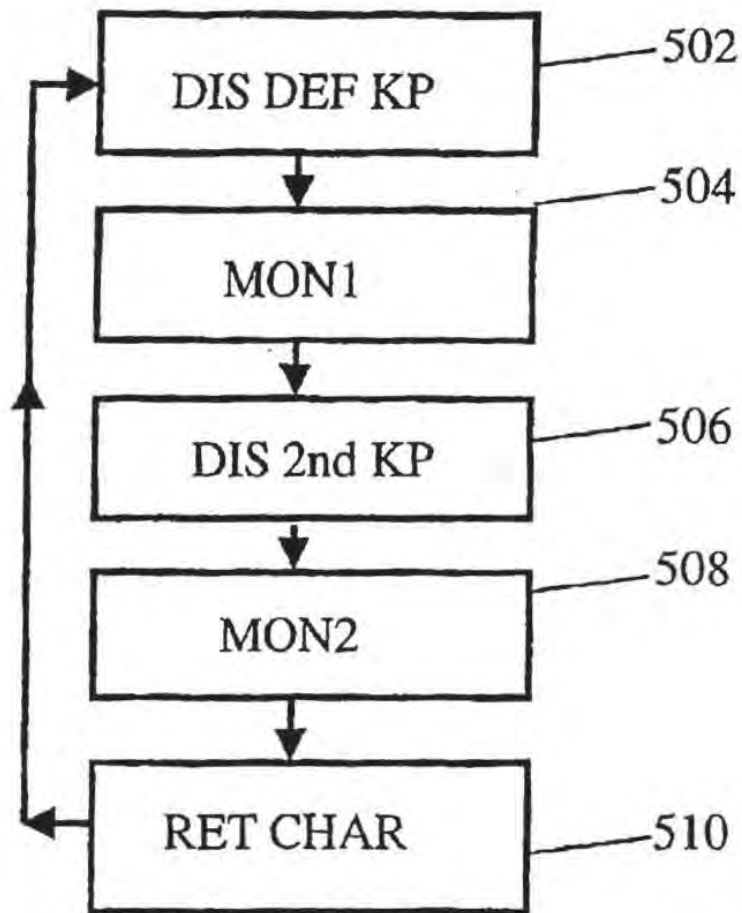 502
DIS DEF KP
504
MON1
506
DIS 2nd KP
508
MON2
RET CHAR
510